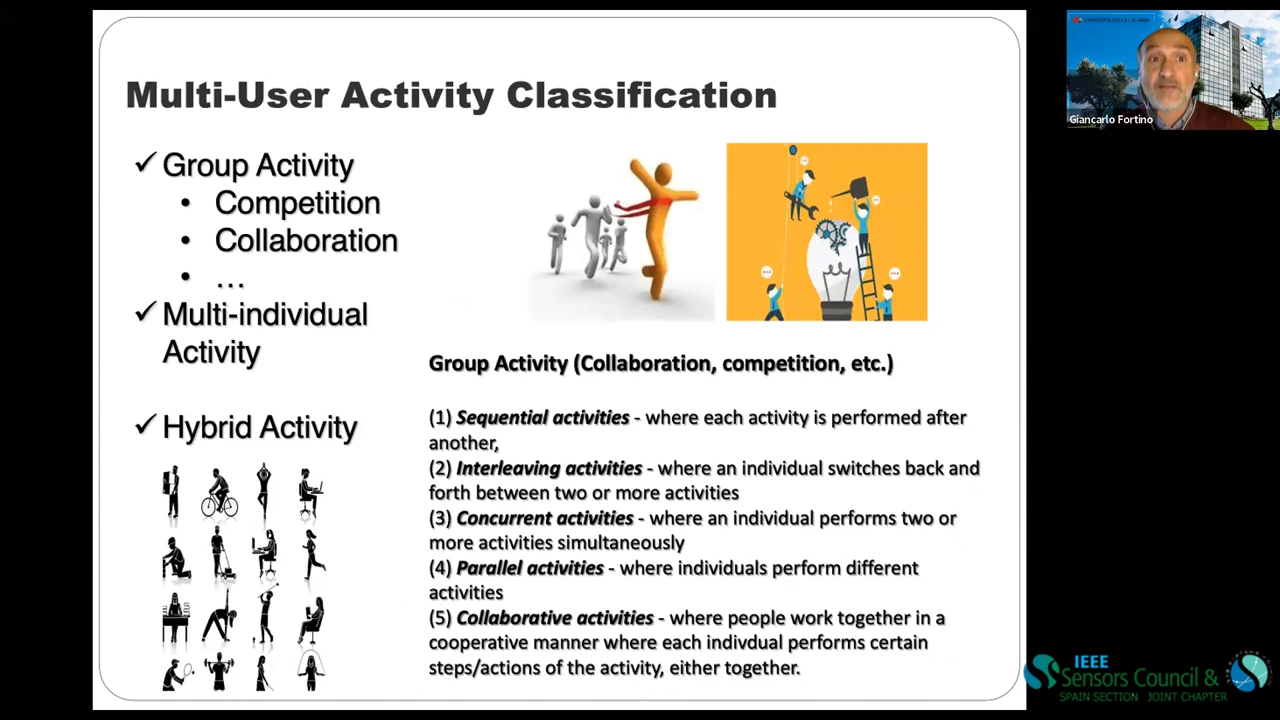 Multi-User Activity Classification
✓ Group Activity
• Competition
• Collaboration
• ...
✓ Multi-individual
Activity
✓ Hybrid Activity
Group Activity (Collaboration, competition, etc.)
(1) Sequential activities - where each activity is performed after
another,
(2) Interleaving activities - where an individual switches back and
forth between two or more activities
(3) Concurrent activities - where an individual performs two or
more activities simultaneously
(4) Parallel activities - where individuals perform different
activities
(5) Collaborative activities - where people work together in a
cooperative manner where each indivdual performs certain
steps/actions of the activity, either together.
Giancarlo Fortino
IEEE
Sensors Council &
SPAIN SECTION JOINT CHAPTER